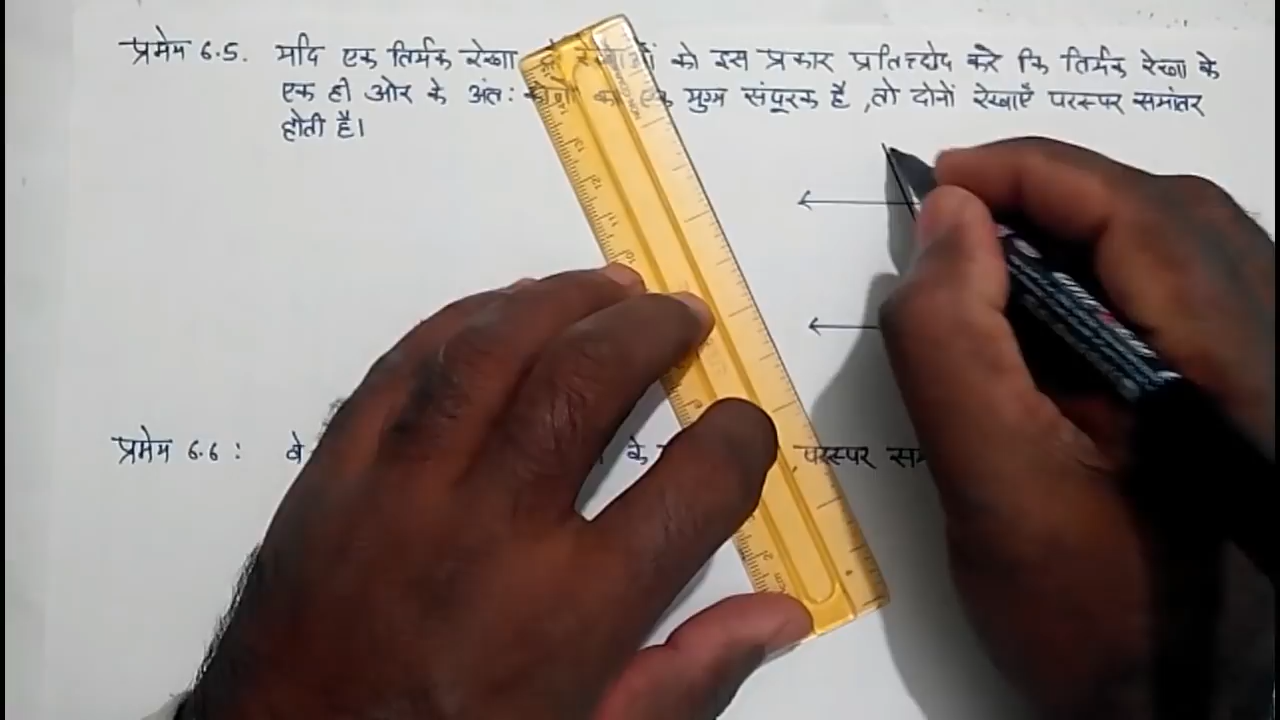 प्रमेय 6.5. यदि एक तिर्यक रेखा दो रेखाओं को इस प्रकार प्रतिच्छेद करे कि तिर्यक रेखा के
एक ही ओर के अंत: कोणों का एक युग्म संपूरक है, तो दोनों रेखाएँ परस्पर समांतर
होती है।
प्रमेय 6.6 : वे के , परस्पर